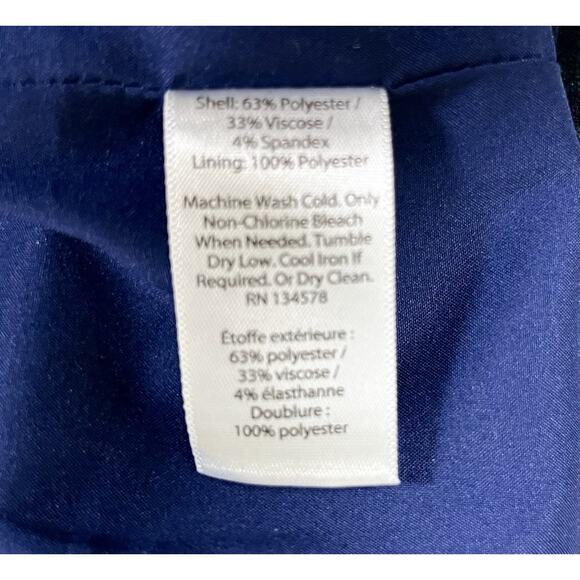 Shell: 63% Polyester /
33% Viscose /
4% Spandex
Lining: 100% Polyester
Machine Wash Cold. Only
Non-Chlorine Bleach
When Needed. Tumble
Dry Low. Cool Iron If
Required. Or Dry Clean.
RN 134578
Étoffe extérieure :
63% polyester /
33% viscose /
4% élasthanne
Doublure :
100% polyester